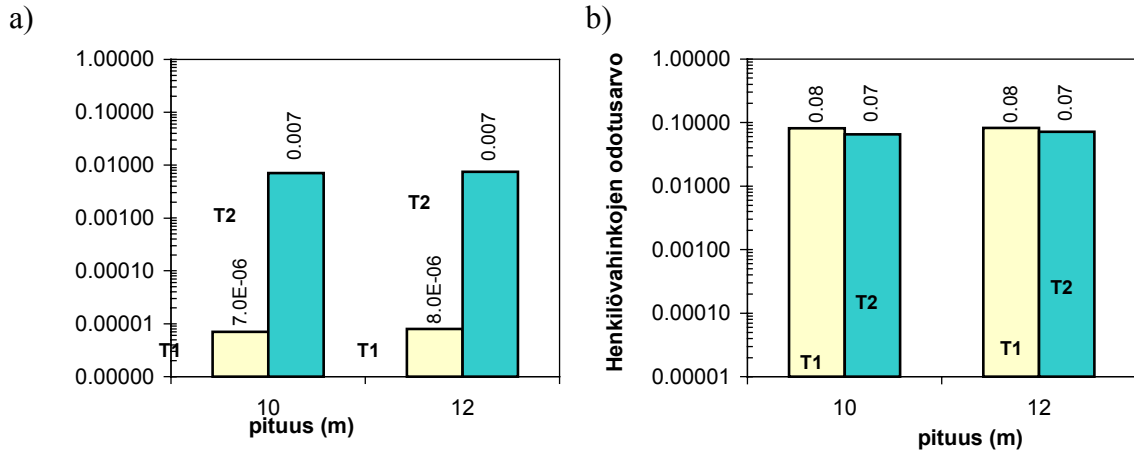 a)
1.00000
0.10000
0.01000
0.00100
0.00010
0.00001
0.00000
7.0E-06
0.007
8.0E-06
0.007
T2
T2
T1
T1
10
12
pituus (m)
b)
Henkilövahinkojen odotusarvo
1.00000
0.10000
0.01000
0.00100
0.00010
0.00001
0.08
0.07
0.08
0.07
T2
T2
T1
T1
10
12
pituus (m)